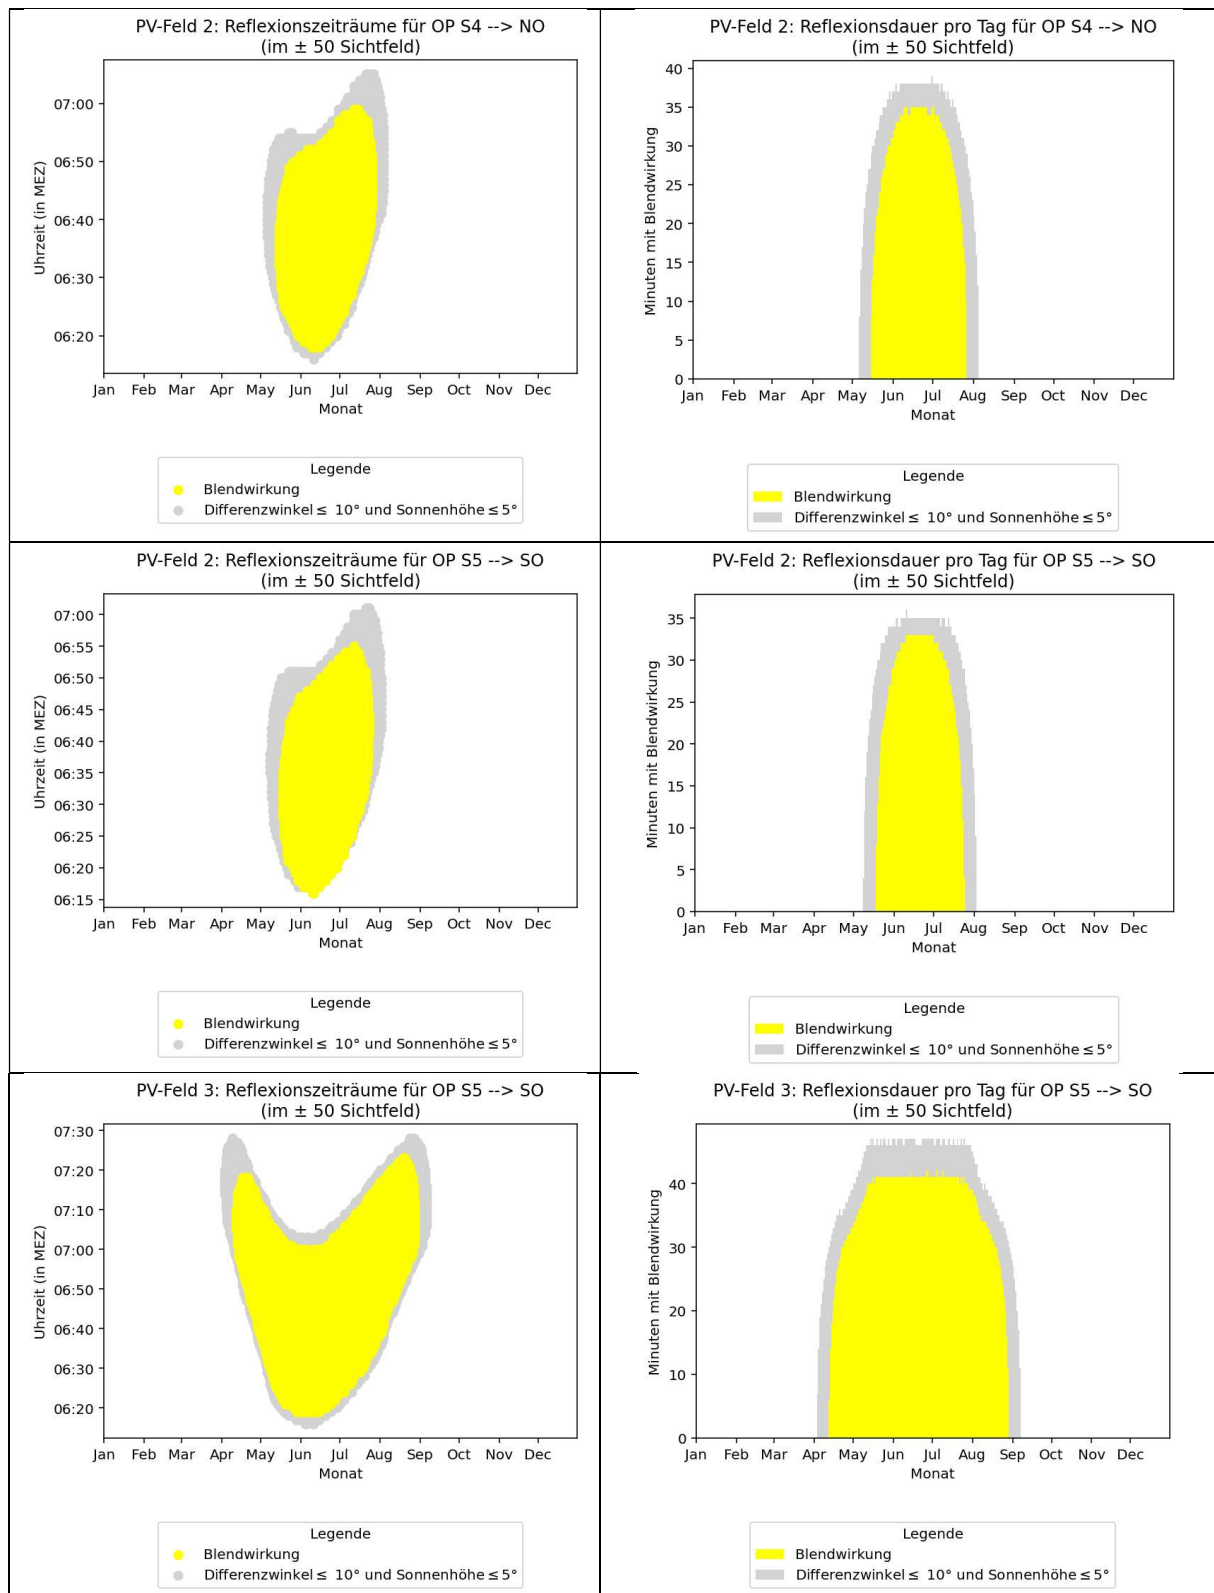 PV-Feld 2: Reflexionszeiträume für OP S4 --> NO
(im ± 50 Sichtfeld)
07:00
06:50
06:40
06:30
06:20
Uhrzeit (in MEZ)
Jan Feb Mar Apr May Jun Jul Aug Sep Oct Nov Dec
Monat
Legende
Blendwirkung
Differenzwinkel ≤ 10° und Sonnenhöhe ≤ 5°
PV-Feld 2: Reflexionsdauer pro Tag für OP S4 --> NO
(im ± 50 Sichtfeld)
40
35
30
25
20
15
10
5
0
Minuten mit Blendwirkung
Jan Feb Mar Apr May Jun Jul Aug Sep Oct Nov Dec
Monat
Legende
Blendwirkung
Differenzwinkel ≤ 10° und Sonnenhöhe ≤ 5°
PV-Feld 2: Reflexionszeiträume für OP S5 --> SO
(im ± 50 Sichtfeld)
07:00
06:55
06:50
06:45
06:40
06:35
06:30
06:25
06:20
06:15
Uhrzeit (in MEZ)
Jan Feb Mar Apr May Jun Jul Aug Sep Oct Nov Dec
Monat
Legende
Blendwirkung
Differenzwinkel ≤ 10° und Sonnenhöhe ≤ 5°
PV-Feld 2: Reflexionsdauer pro Tag für OP S5 --> SO
(im ± 50 Sichtfeld)
35
30
25
20
15
10
5
0
Minuten mit Blendwirkung
Jan Feb Mar Apr May Jun Jul Aug Sep Oct Nov Dec
Monat
Legende
Blendwirkung
Differenzwinkel ≤ 10° und Sonnenhöhe ≤ 5°
PV-Feld 3: Reflexionszeiträume für OP S5 --> SO
(im ± 50 Sichtfeld)
07:30
07:20
07:10
07:00
06:50
06:40
06:30
06:20
Uhrzeit (in MEZ)
Jan Feb Mar Apr May Jun Jul Aug Sep Oct Nov Dec
Monat
Legende
Blendwirkung
Differenzwinkel ≤ 10° und Sonnenhöhe ≤ 5°
PV-Feld 3: Reflexionsdauer pro Tag für OP S5 --> SO
(im ± 50 Sichtfeld)
40
30
20
10
0
Minuten mit Blendwirkung
Jan Feb Mar Apr May Jun Jul Aug Sep Oct Nov Dec
Monat
Legende
Blendwirkung
Differenzwinkel ≤ 10° und Sonnenhöhe ≤ 5°